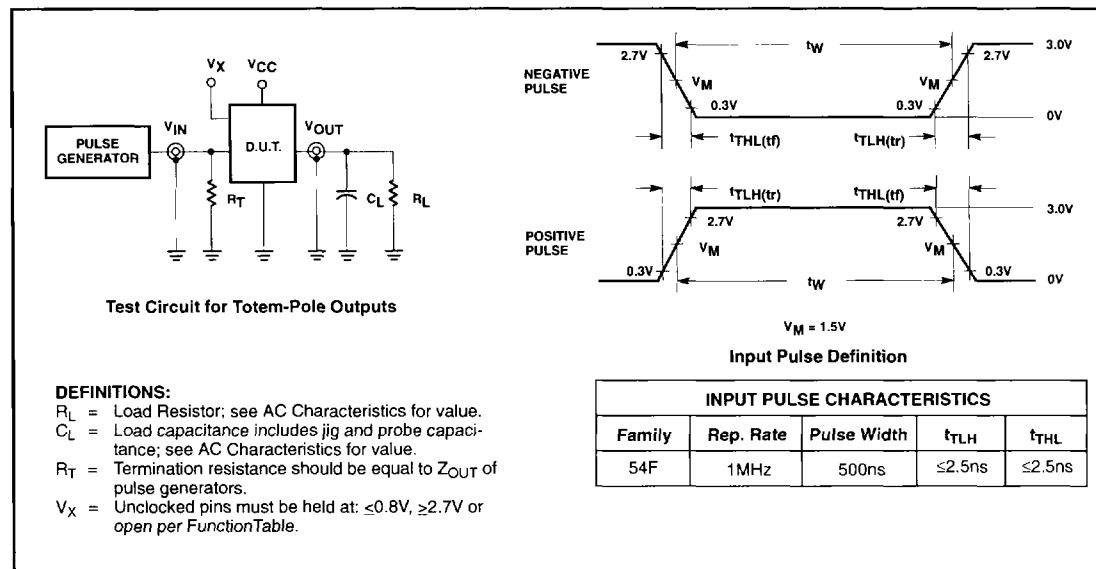 VX
VCC
VIN
VOUT
PULSE
GENERATOR
D.U.T.
RT
CL
RL
Test Circuit for Totem-Pole Outputs
NEGATIVE
PULSE
2.7V
tW
3.0V
VM
VM
0.3V
0.3V
0V
tTHL(tf)
tTLH(tr)
tTLH(tr)
tTHL(tf)
POSITIVE
PULSE
2.7V
2.7V
3.0V
VM
VM
0.3V
tW
0.3V
0V
VM = 1.5V
Input Pulse Definition
DEFINITIONS:
RL = Load Resistor; see AC Characteristics for value.
CL = Load capacitance includes jig and probe capaci-
tance; see AC Characteristics for value.
RT = Termination resistance should be equal to ZOUT of
pulse generators.
VX = Unclocked pins must be held at: ≤0.8V, ≥2.7V or
open per FunctionTable.
INPUT PULSE CHARACTERISTICS
Family Rep. Rate Pulse Width tTLH tTHL
54F 1MHz 500ns ≤2.5ns ≤2.5ns